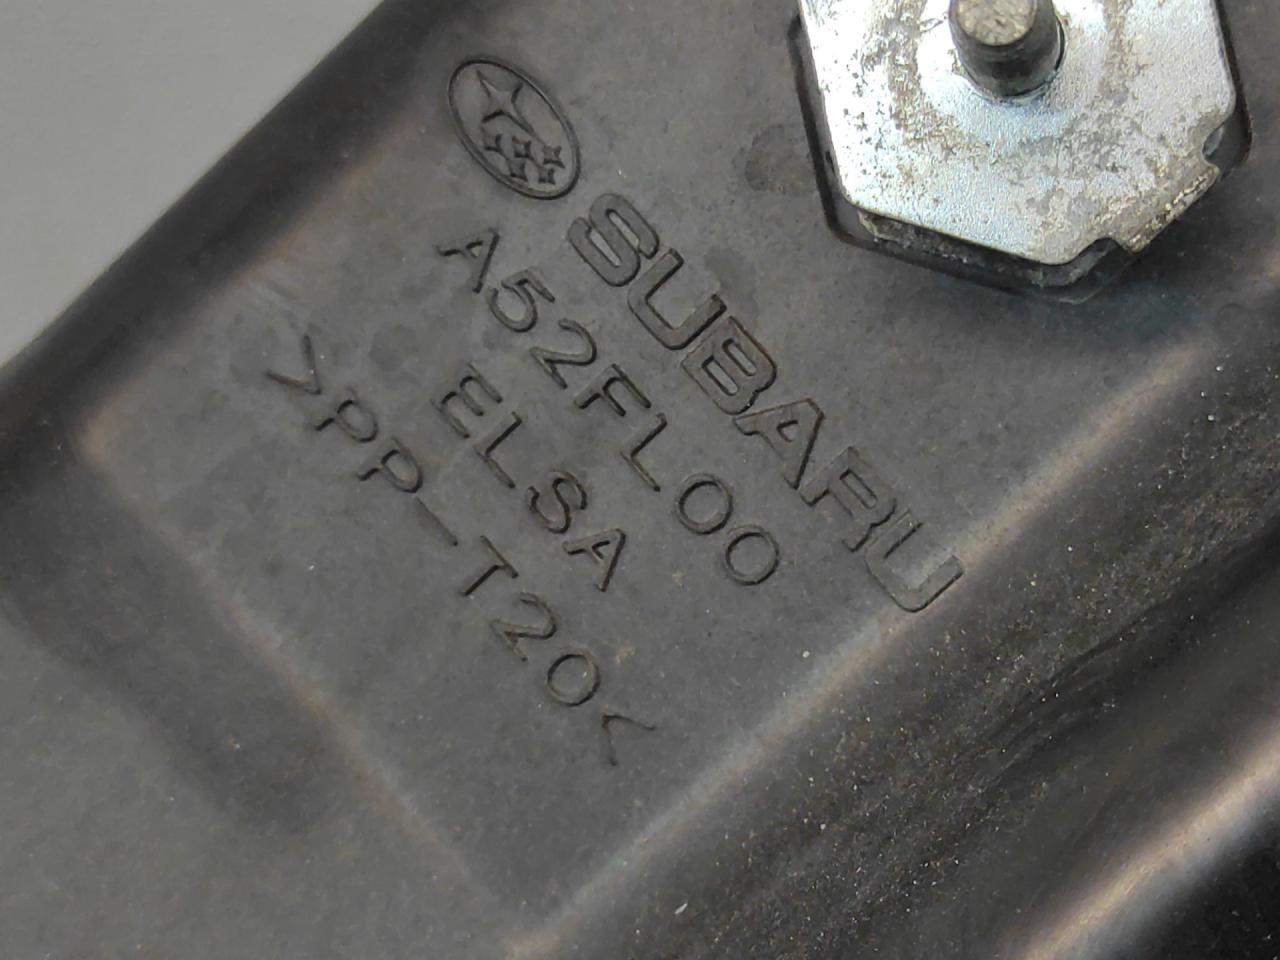 SUBARU
A52FL00
ELSA
>PP-T20<